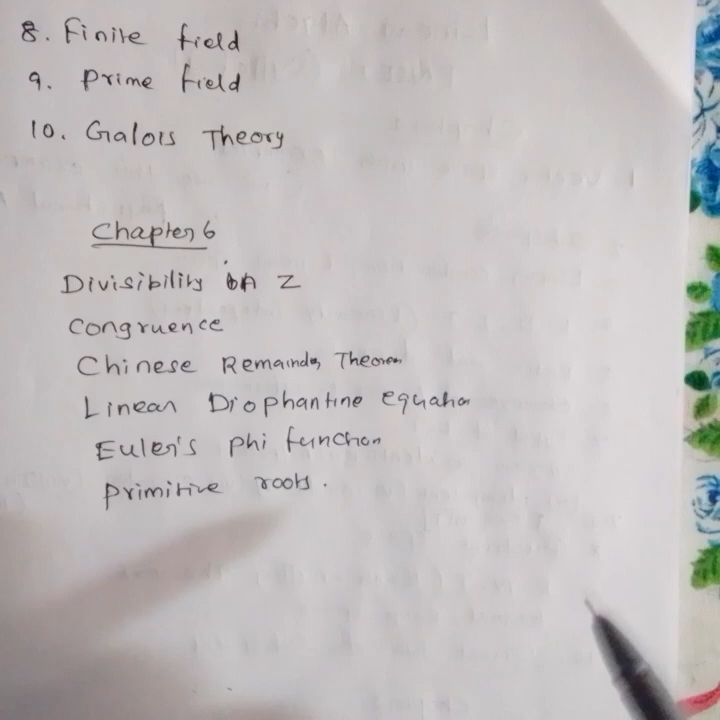 8. Finite field
9. Prime field
10. Galois Theory
Chapter 6
Divisibility in Z
Congruence
Chinese Remainder Theorem
Linear Diophantine equation
Euler's phi function
Primitive roots.